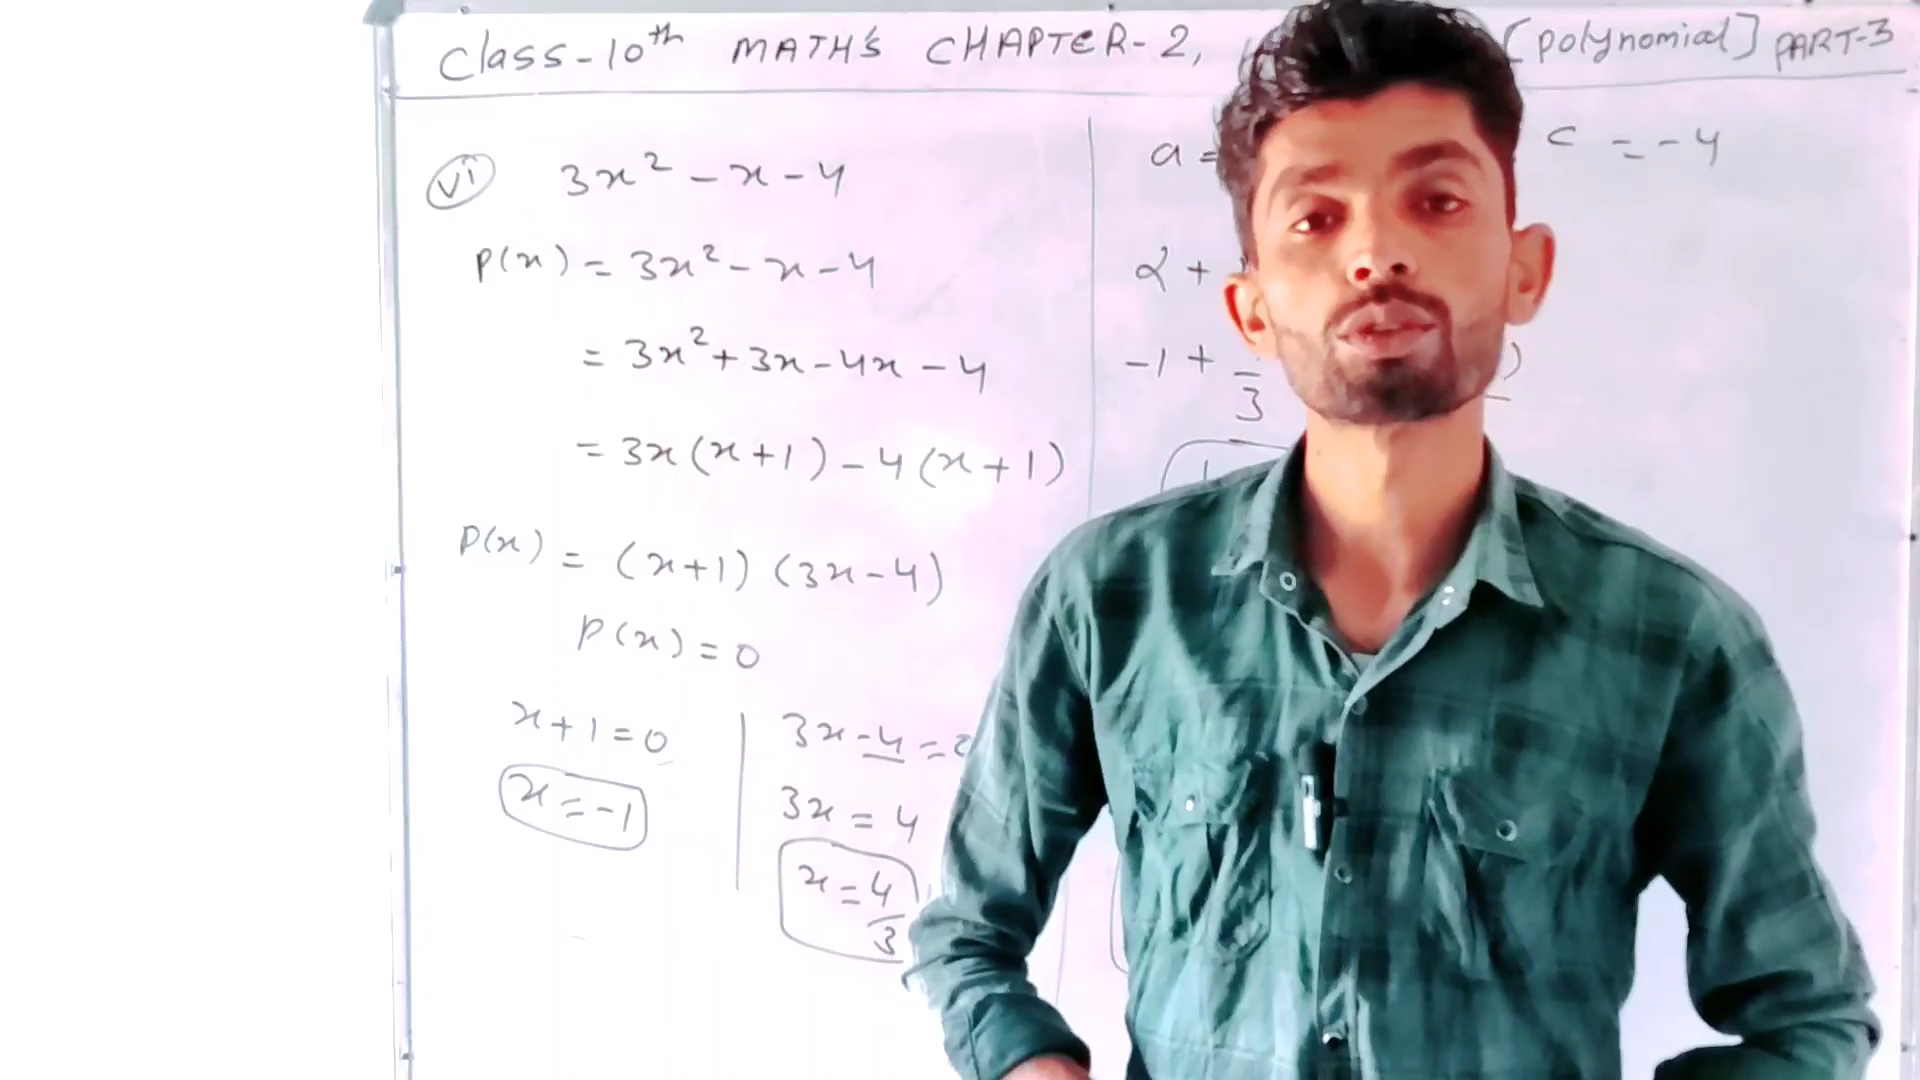 Class-10th MATH'S CHAPTER-2, [polynomial] PART-3
vi 3x² - x - 4
P(x) = 3x² - x - 4
= 3x² + 3x - 4x - 4
= 3x(x+1) - 4(x+1)
P(x) = (x+1) (3x-4)
P(x) = 0
x+1=0
x=-1
3x-4=0
3x = 4
x=4/3
a = c = -4
α +
-1 + 3